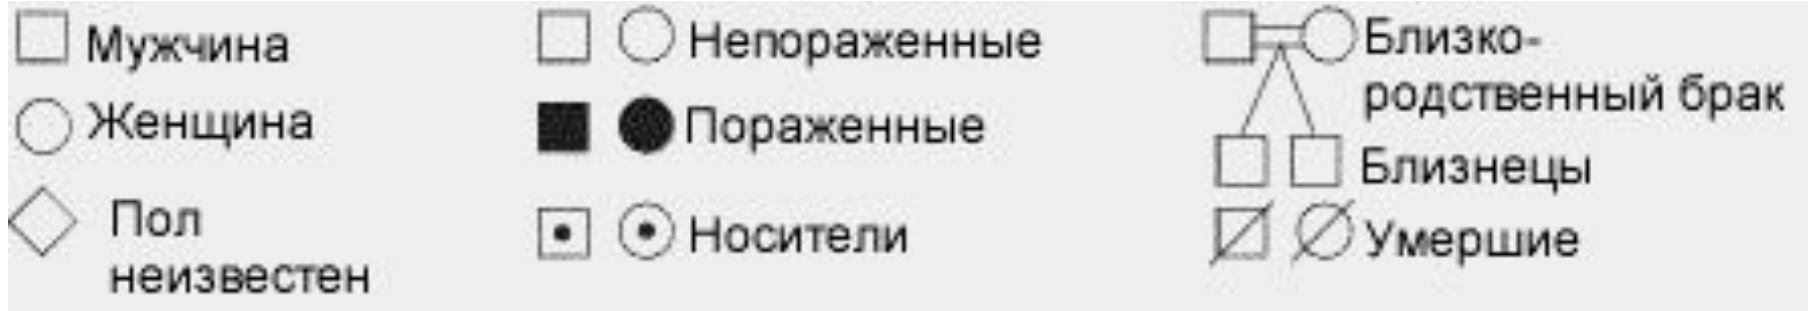 Мужчина
Женщина
Пол
неизвестен
Непораженные
Пораженные
Носители
Близко-
родственный брак
Близнецы
Умершие